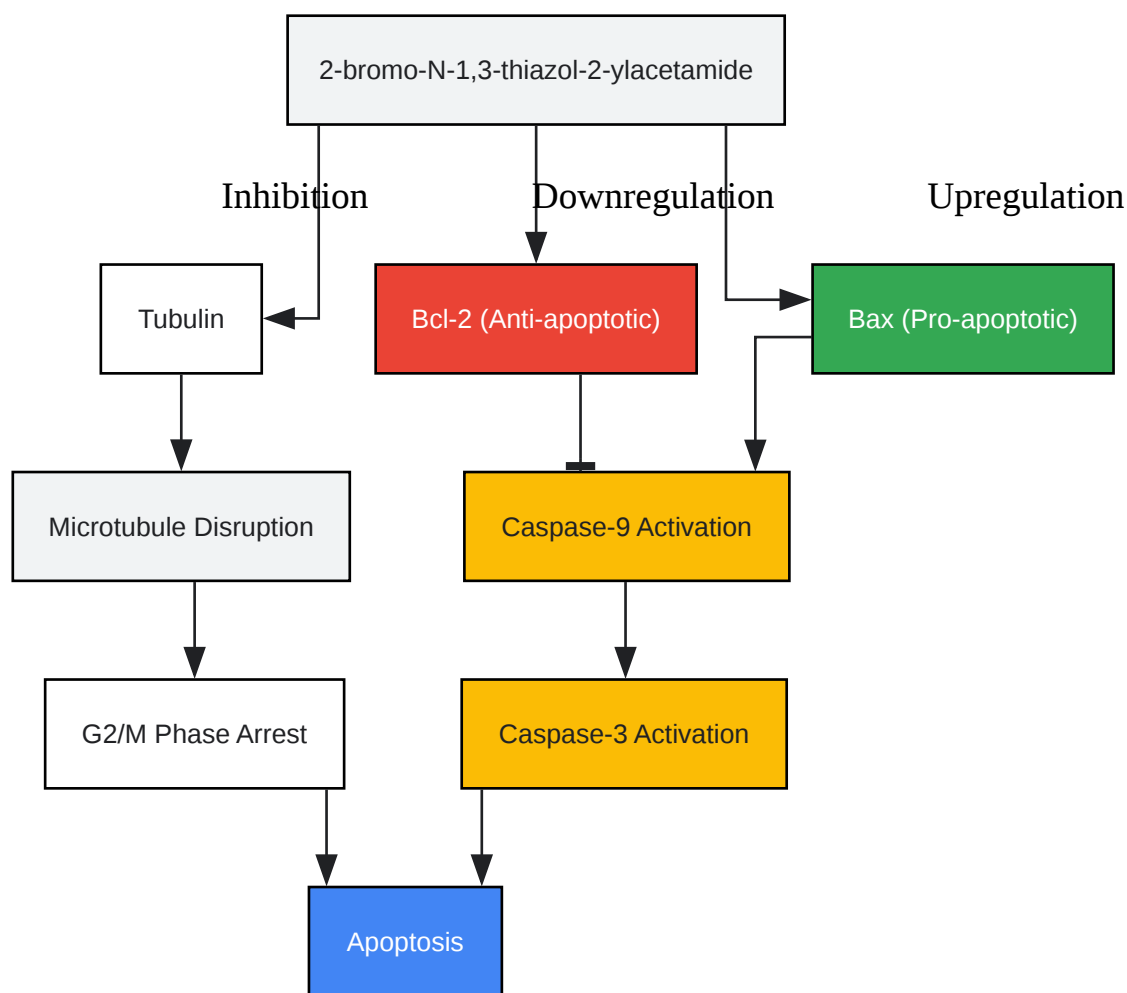 2-bromo-N-1,3-thiazol-2-ylacetamide
Inhibition
Downregulation
Upregulation
Tubulin
Bcl-2 (Anti-apoptotic)
Bax (Pro-apoptotic)
Microtubule Disruption
Caspase-9 Activation
G2/M Phase Arrest
Caspase-3 Activation
Apoptosis